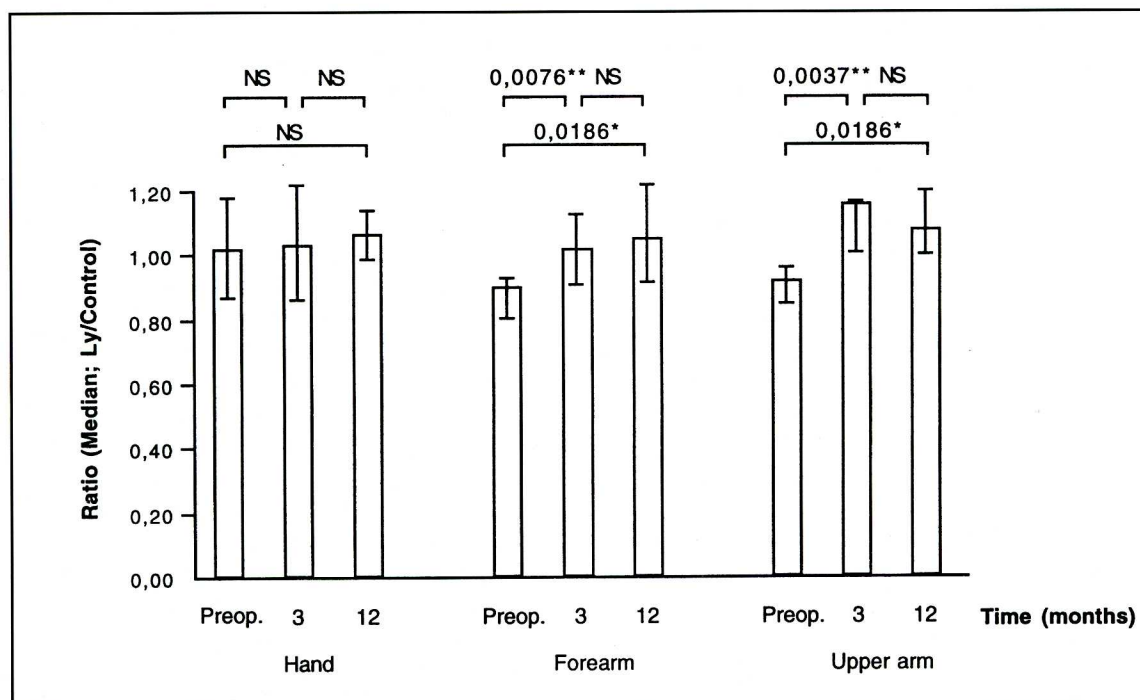 NS NS 0,0076** NS 0,0037** NS
NS 0,0186* 0,0186*
Ratio (Median; Ly/Control)
1,20
1,00
0,80
0,60
0,40
0,20
0,00
Preop. 3 12 Preop. 3 12 Preop. 3 12 Time (months)
Hand Forearm Upper arm